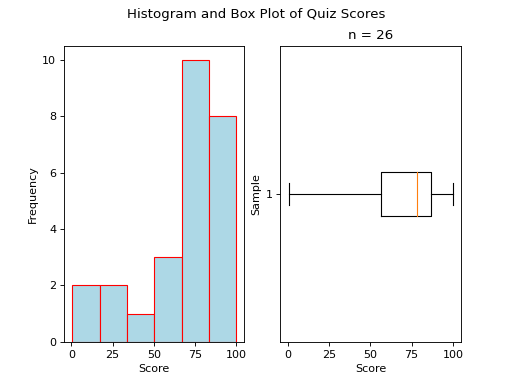 Histogram and Box Plot of Quiz Scores
n = 26
10
8
6
4
2
0
Frequency
0 25 50 75 100
Score
Sample
1
0 25 50 75 100
Score